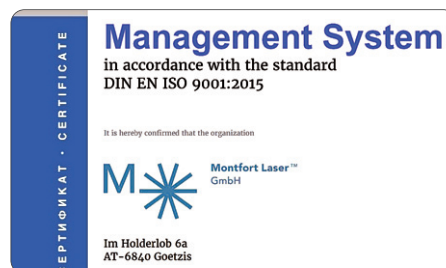 Management System
in accordance with the standard
DIN EN ISO 9001:2015
It is hereby confirmed that the organization
M
Montfort Laser™
GmbH
Im Holderlob 6a
AT-6840 Goetzis
ЕРТИФИКАТ · CERTIFICATE